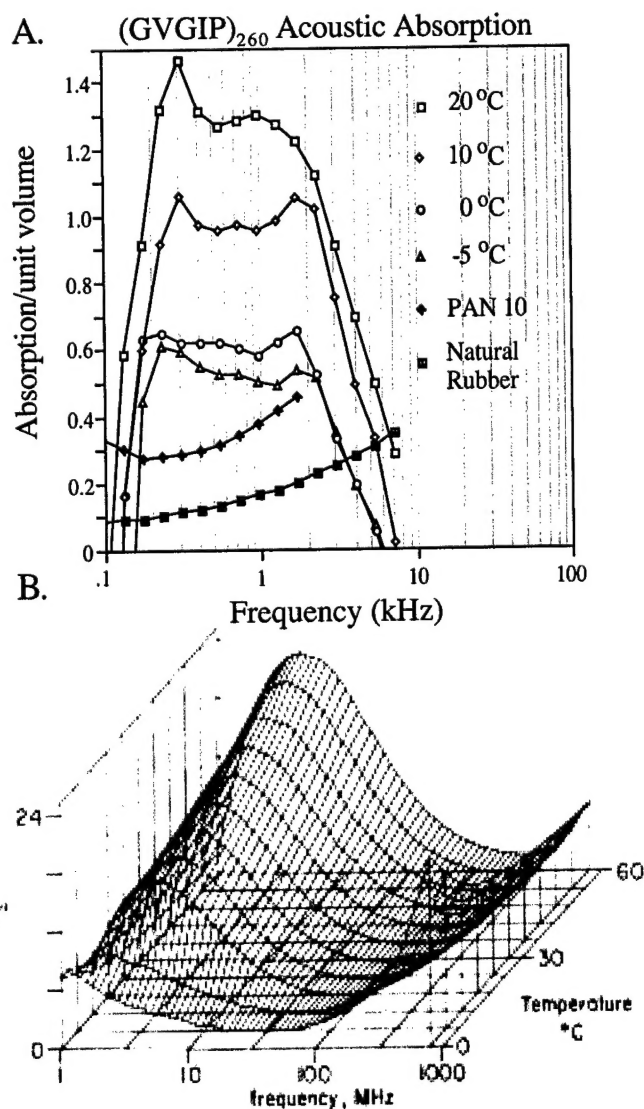 A.
(GVGIP)260 Acoustic Absorption
Absorption/unit volume
1.4
1.2
1.0
0.8
0.6
0.4
0.2
0
.1
1
10
100
Frequency (kHz)
20 °C
10 °C
0 °C
-5 °C
PAN 10
Natural
Rubber
B.
24
0
1
10
100
1000
frequency, MHz
60
30
0
Temperature
°C